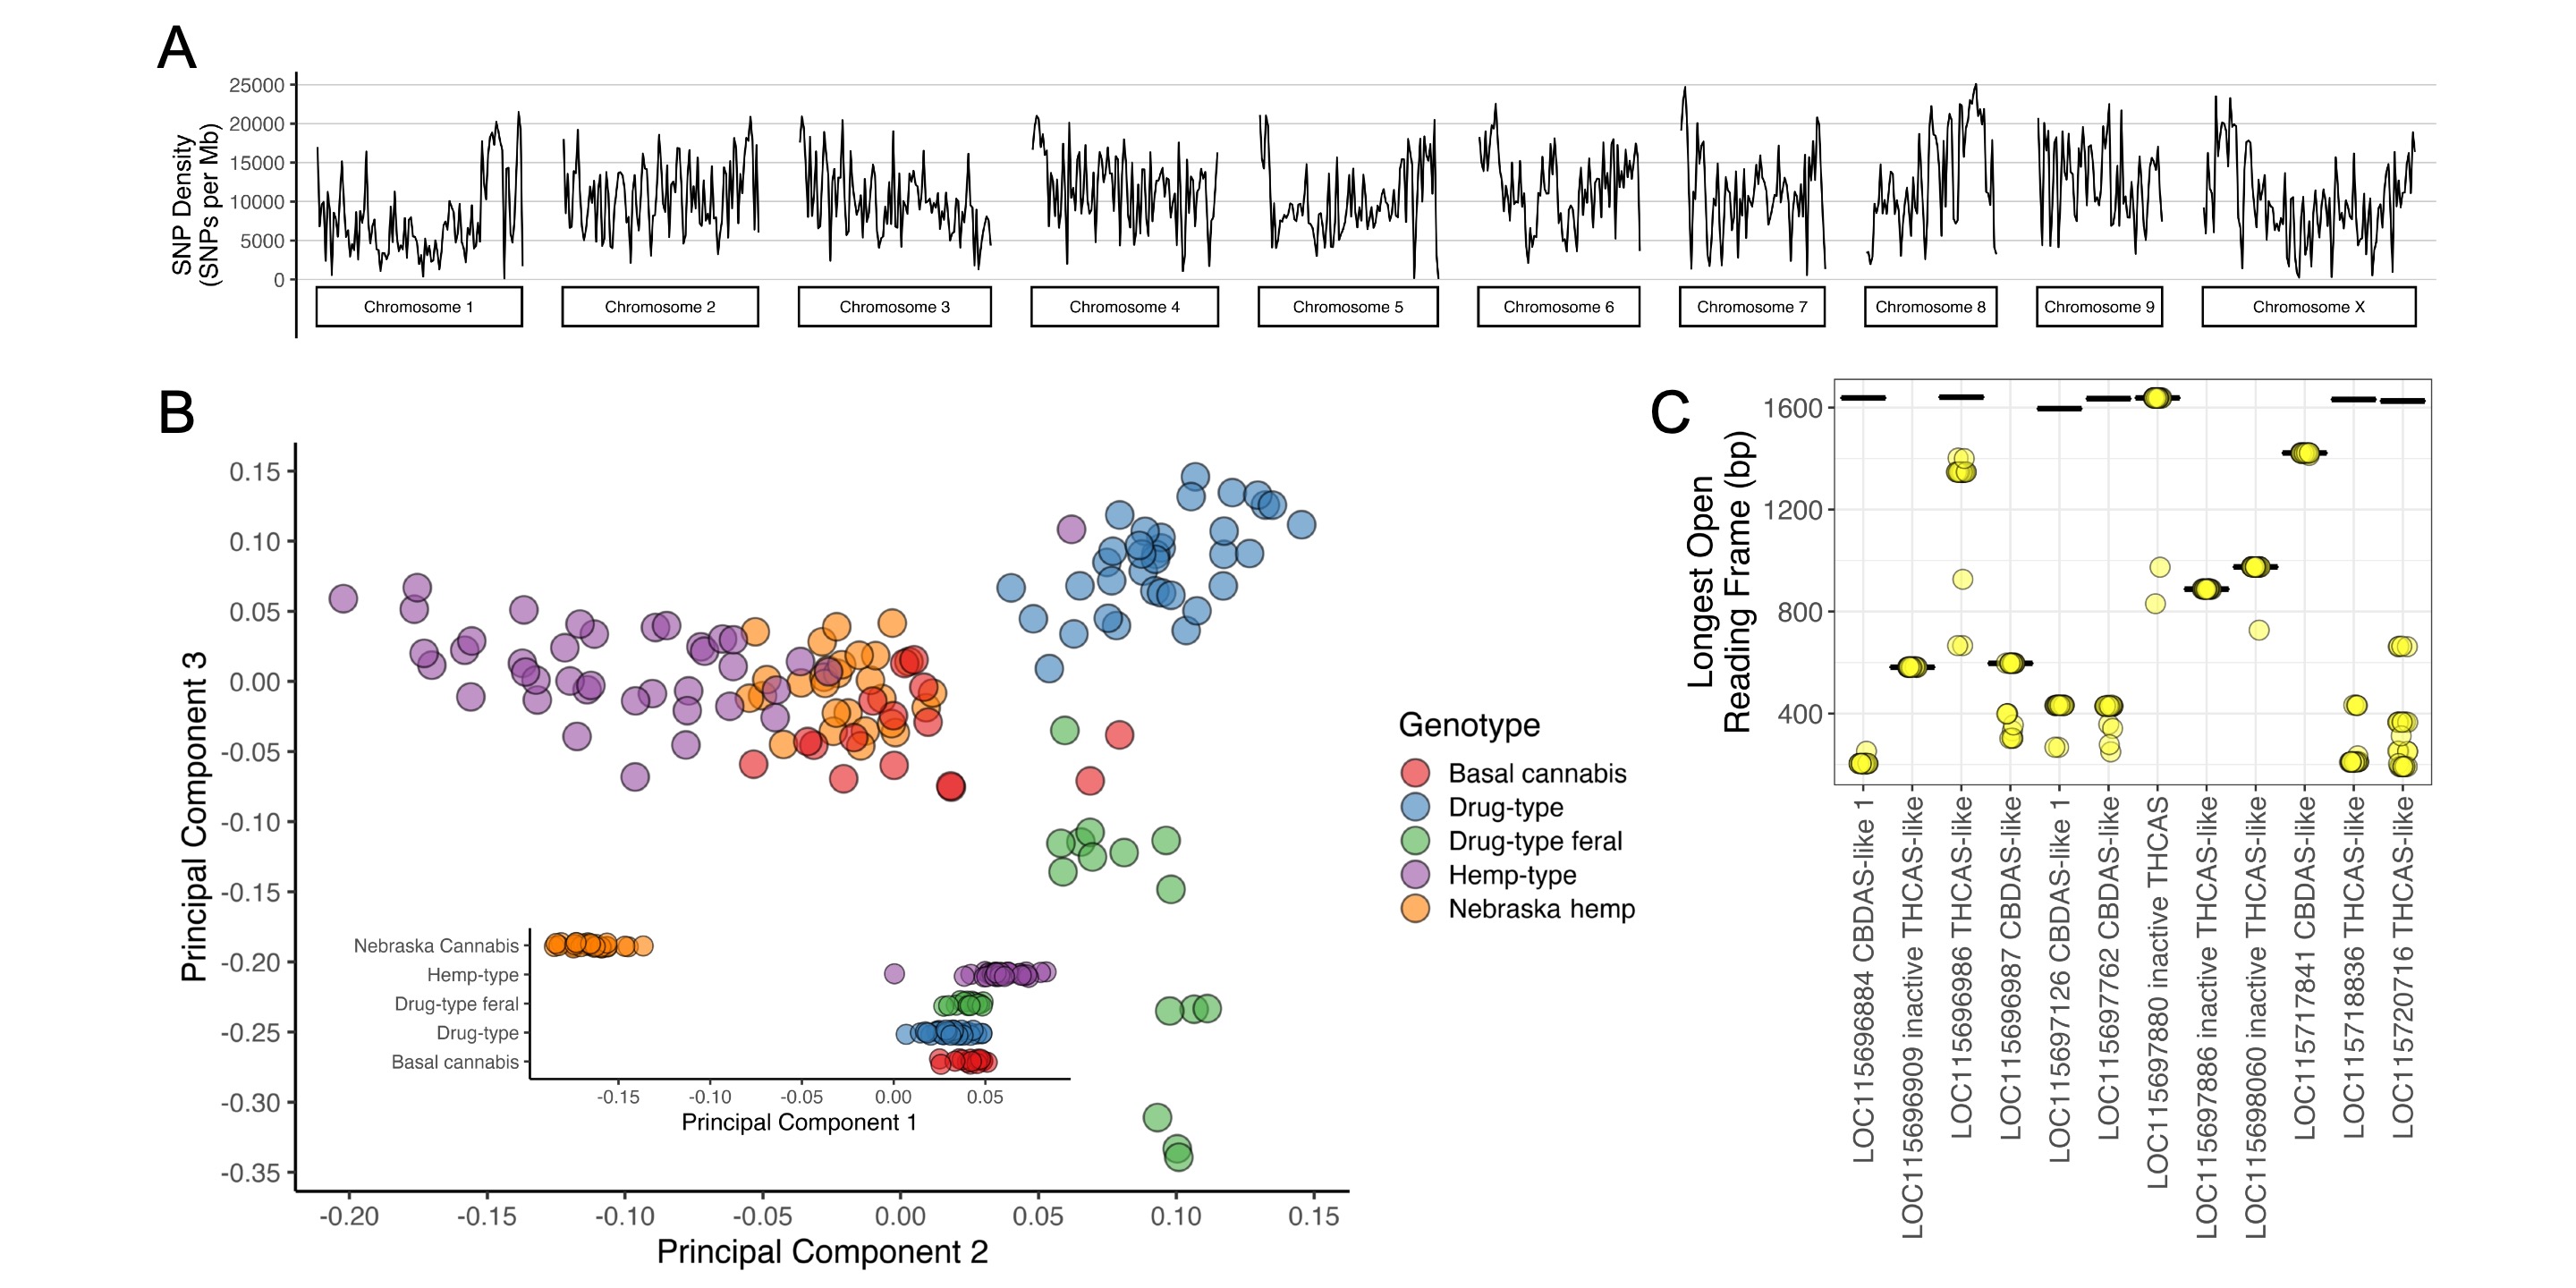 A
SNP Density
(SNPs per Mb)
25000
20000
15000
10000
5000
0
Chromosome 1
Chromosome 2
Chromosome 3
Chromosome 4
Chromosome 5
Chromosome 6
Chromosome 7
Chromosome 8
Chromosome 9
Chromosome X
B
Principal Component 3
0.15
0.10
0.05
0.00
-0.05
-0.10
-0.15
-0.20
-0.25
-0.30
-0.35
-0.20
-0.15
-0.10
-0.05
0.00
0.05
0.10
0.15
Principal Component 2
Nebraska Cannabis
Hemp-type
Drug-type feral
Drug-type
Basal cannabis
-0.15
-0.10
-0.05
0.00
0.05
Principal Component 1
Genotype
Basal cannabis
Drug-type
Drug-type feral
Hemp-type
Nebraska hemp
C
Longest Open
Reading Frame (bp)
1600
1200
800
400
LOC115696884 CBDAS-like 1
LOC115696909 inactive THCAS-like
LOC115696986 THCAS-like
LOC115696987 CBDAS-like
LOC115697126 CBDAS-like 1
LOC115697762 CBDAS-like
LOC115697880 inactive THCAS
LOC115697886 inactive THCAS-like
LOC115698060 inactive THCAS-like
LOC115717841 CBDAS-like
LOC115718836 THCAS-like
LOC115720716 THCAS-like